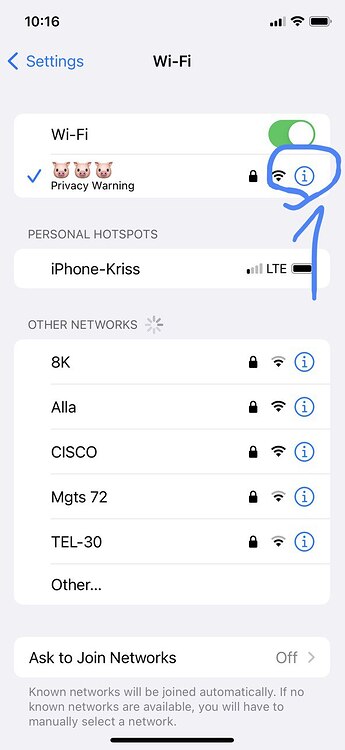 10:16
Settings
Wi-Fi
Wi-Fi
🐷🐷🐷
Privacy Warning
1
PERSONAL HOTSPOTS
iPhone-Kriss LTE
OTHER NETWORKS
8K
Alla
CISCO
Mgts 72
TEL-30
Other...
Ask to Join Networks Off
Known networks will be joined automatically. If no
known networks are available, you will have to
manually select a network.